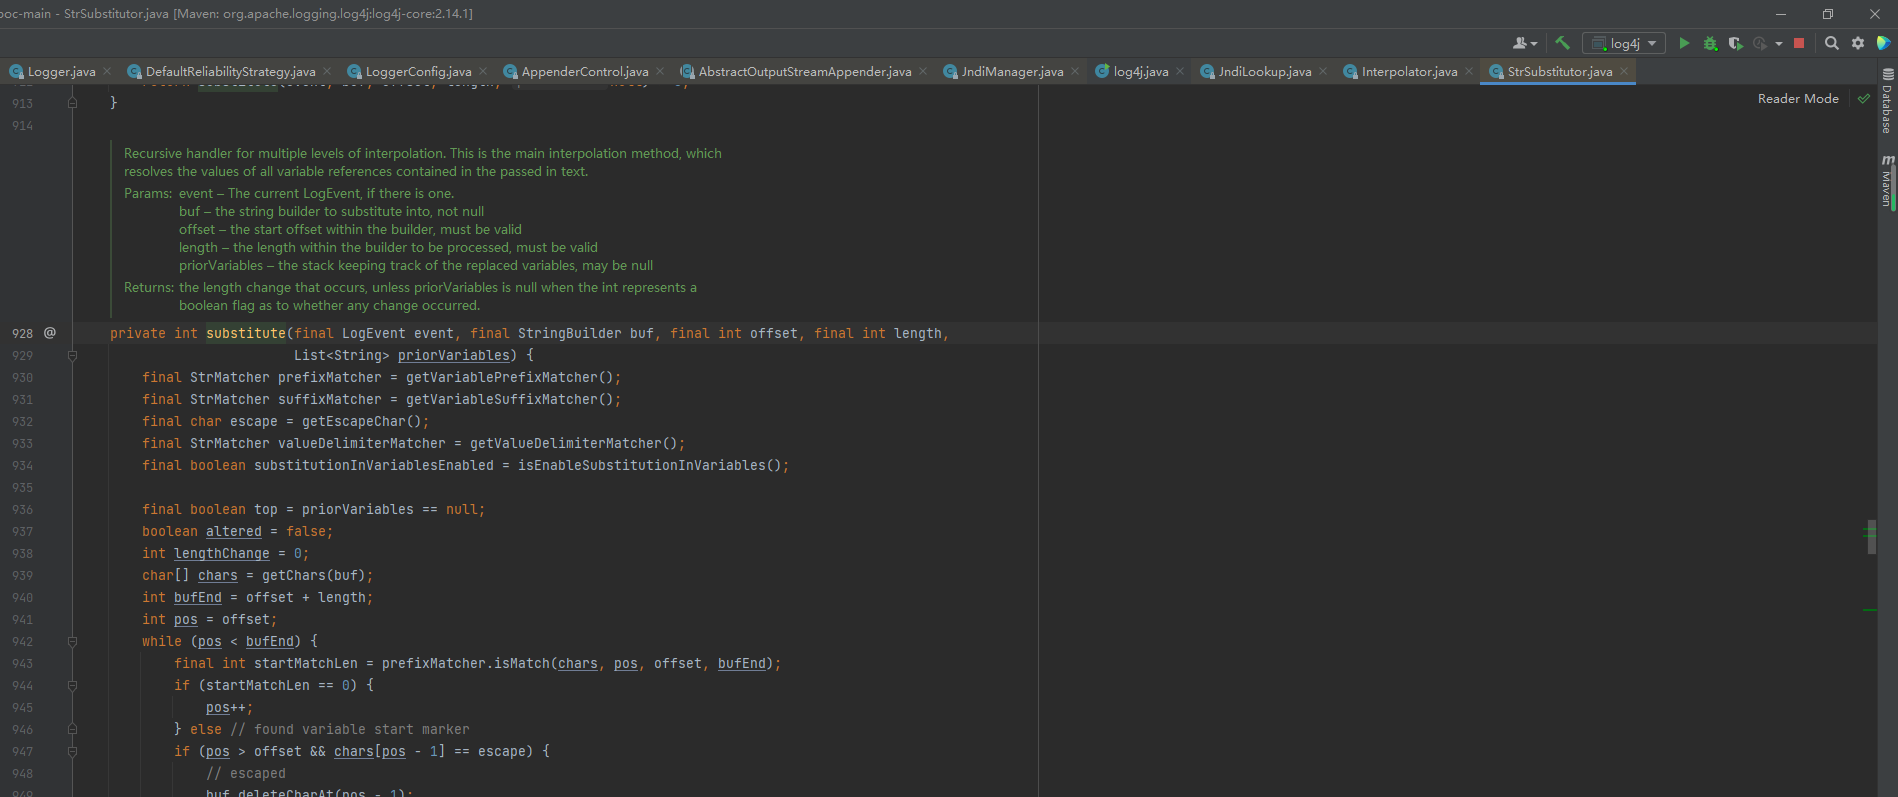 poc-main - StrSubstitutor.java [Maven: org.apache.logging.log4j:log4j-core:2.14.1]
log4j
Logger.java
DefaultReliabilityStrategy.java
LoggerConfig.java
AppenderControl.java
AbstractOutputStreamAppender.java
JndiManager.java
log4j.java
JndiLookup.java
Interpolator.java
StrSubstitutor.java
Reader Mode
Database
Maven
913 }
914
Recursive handler for multiple levels of interpolation. This is the main interpolation method, which
resolves the values of all variable references contained in the passed in text.
Params: event – The current LogEvent, if there is one.
buf – the string builder to substitute into, not null
offset – the start offset within the builder, must be valid
length – the length within the builder to be processed, must be valid
priorVariables – the stack keeping track of the replaced variables, may be null
Returns: the length change that occurs, unless priorVariables is null when the int represents a
boolean flag as to whether any change occurred.
928 @ private int substitute(final LogEvent event, final StringBuilder buf, final int offset, final int length,
929 List<String> priorVariables) {
930 final StrMatcher prefixMatcher = getVariablePrefixMatcher();
931 final StrMatcher suffixMatcher = getVariableSuffixMatcher();
932 final char escape = getEscapeChar();
933 final StrMatcher valueDelimiterMatcher = getValueDelimiterMatcher();
934 final boolean substitutionInVariablesEnabled = isEnableSubstitutionInVariables();
935
936 final boolean top = priorVariables == null;
937 boolean altered = false;
938 int lengthChange = 0;
939 char[] chars = getChars(buf);
940 int bufEnd = offset + length;
941 int pos = offset;
942 while (pos < bufEnd) {
943 final int startMatchLen = prefixMatcher.isMatch(chars, pos, offset, bufEnd);
944 if (startMatchLen == 0) {
945 pos++;
946 } else // found variable start marker
947 if (pos > offset && chars[pos - 1] == escape) {
948 // escaped
949 buf.deleteCharAt(pos - 1);